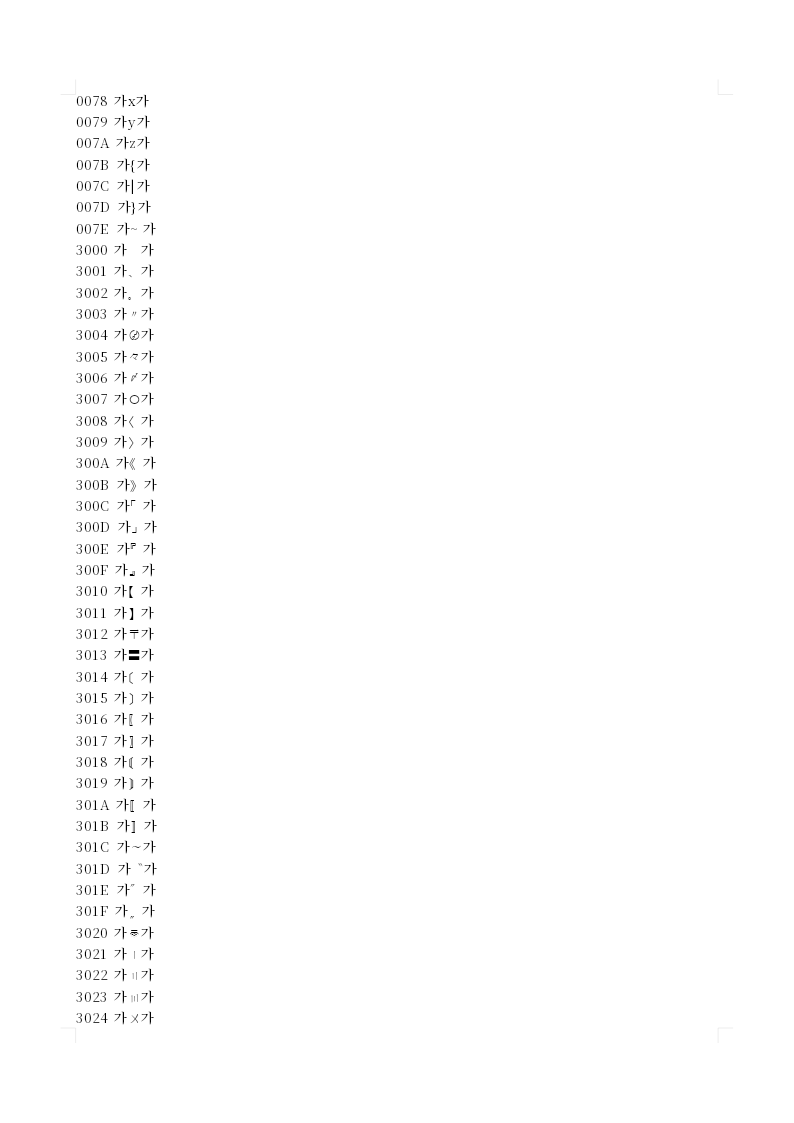 0078 가x가
0079 가y가
007A 가z가
007B 가{가
007C 가|가
007D 가}가
007E 가~ 가
3000 가　가
3001 가、가
3002 가。가
3003 가〃가
3004 가〄가
3005 가々가
3006 가〆가
3007 가〇가
3008 가〈가
3009 가〉가
300A 가《가
300B 가》가
300C 가「가
300D 가」가
300E 가『가
300F 가』가
3010 가【가
3011 가】가
3012 가〒가
3013 가〓가
3014 가〔가
3015 가〕가
3016 가〖가
3017 가〗가
3018 가〘가
3019 가〙가
301A 가〚가
301B 가〛가
301C 가〜가
301D 가〝가
301E 가〞가
301F 가〟가
3020 가〠가
3021 가〡가
3022 가〢가
3023 가〣가
3024 가〤가